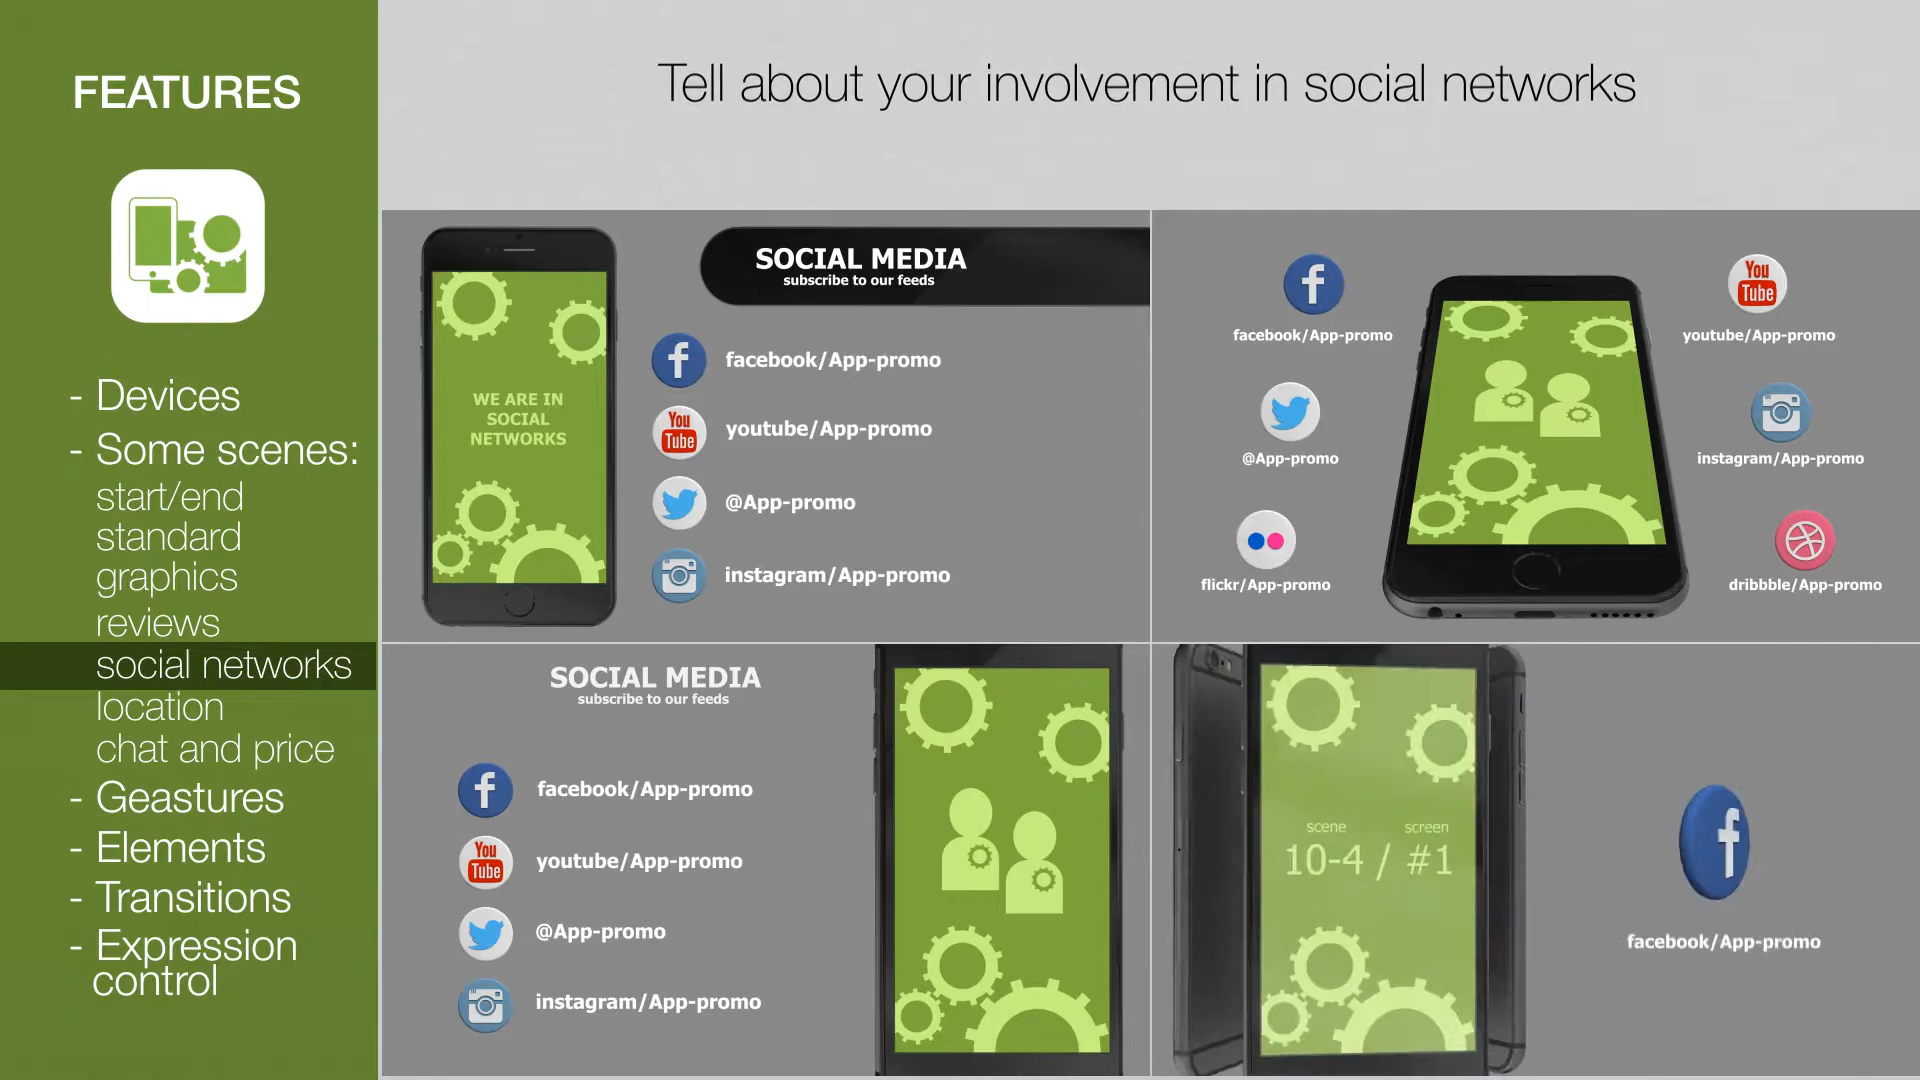 FEATURES
- Devices
- Some scenes:
start/end
standard
graphics
reviews
social networks
location
chat and price
- Geastures
- Elements
- Transitions
- Expression
control
Tell about your involvement in social networks
WE ARE IN
SOCIAL
NETWORKS
SOCIAL MEDIA
subscribe to our feeds
facebook/App-promo
You
Tube
youtube/App-promo
@App-promo
instagram/App-promo
facebook/App-promo
@App-promo
flickr/App-promo
You
Tube
youtube/App-promo
instagram/App-promo
dribbble/App-promo
SOCIAL MEDIA
subscribe to our feeds
facebook/App-promo
You
Tube
youtube/App-promo
@App-promo
instagram/App-promo
scene screen
10-4 / #1
facebook/App-promo